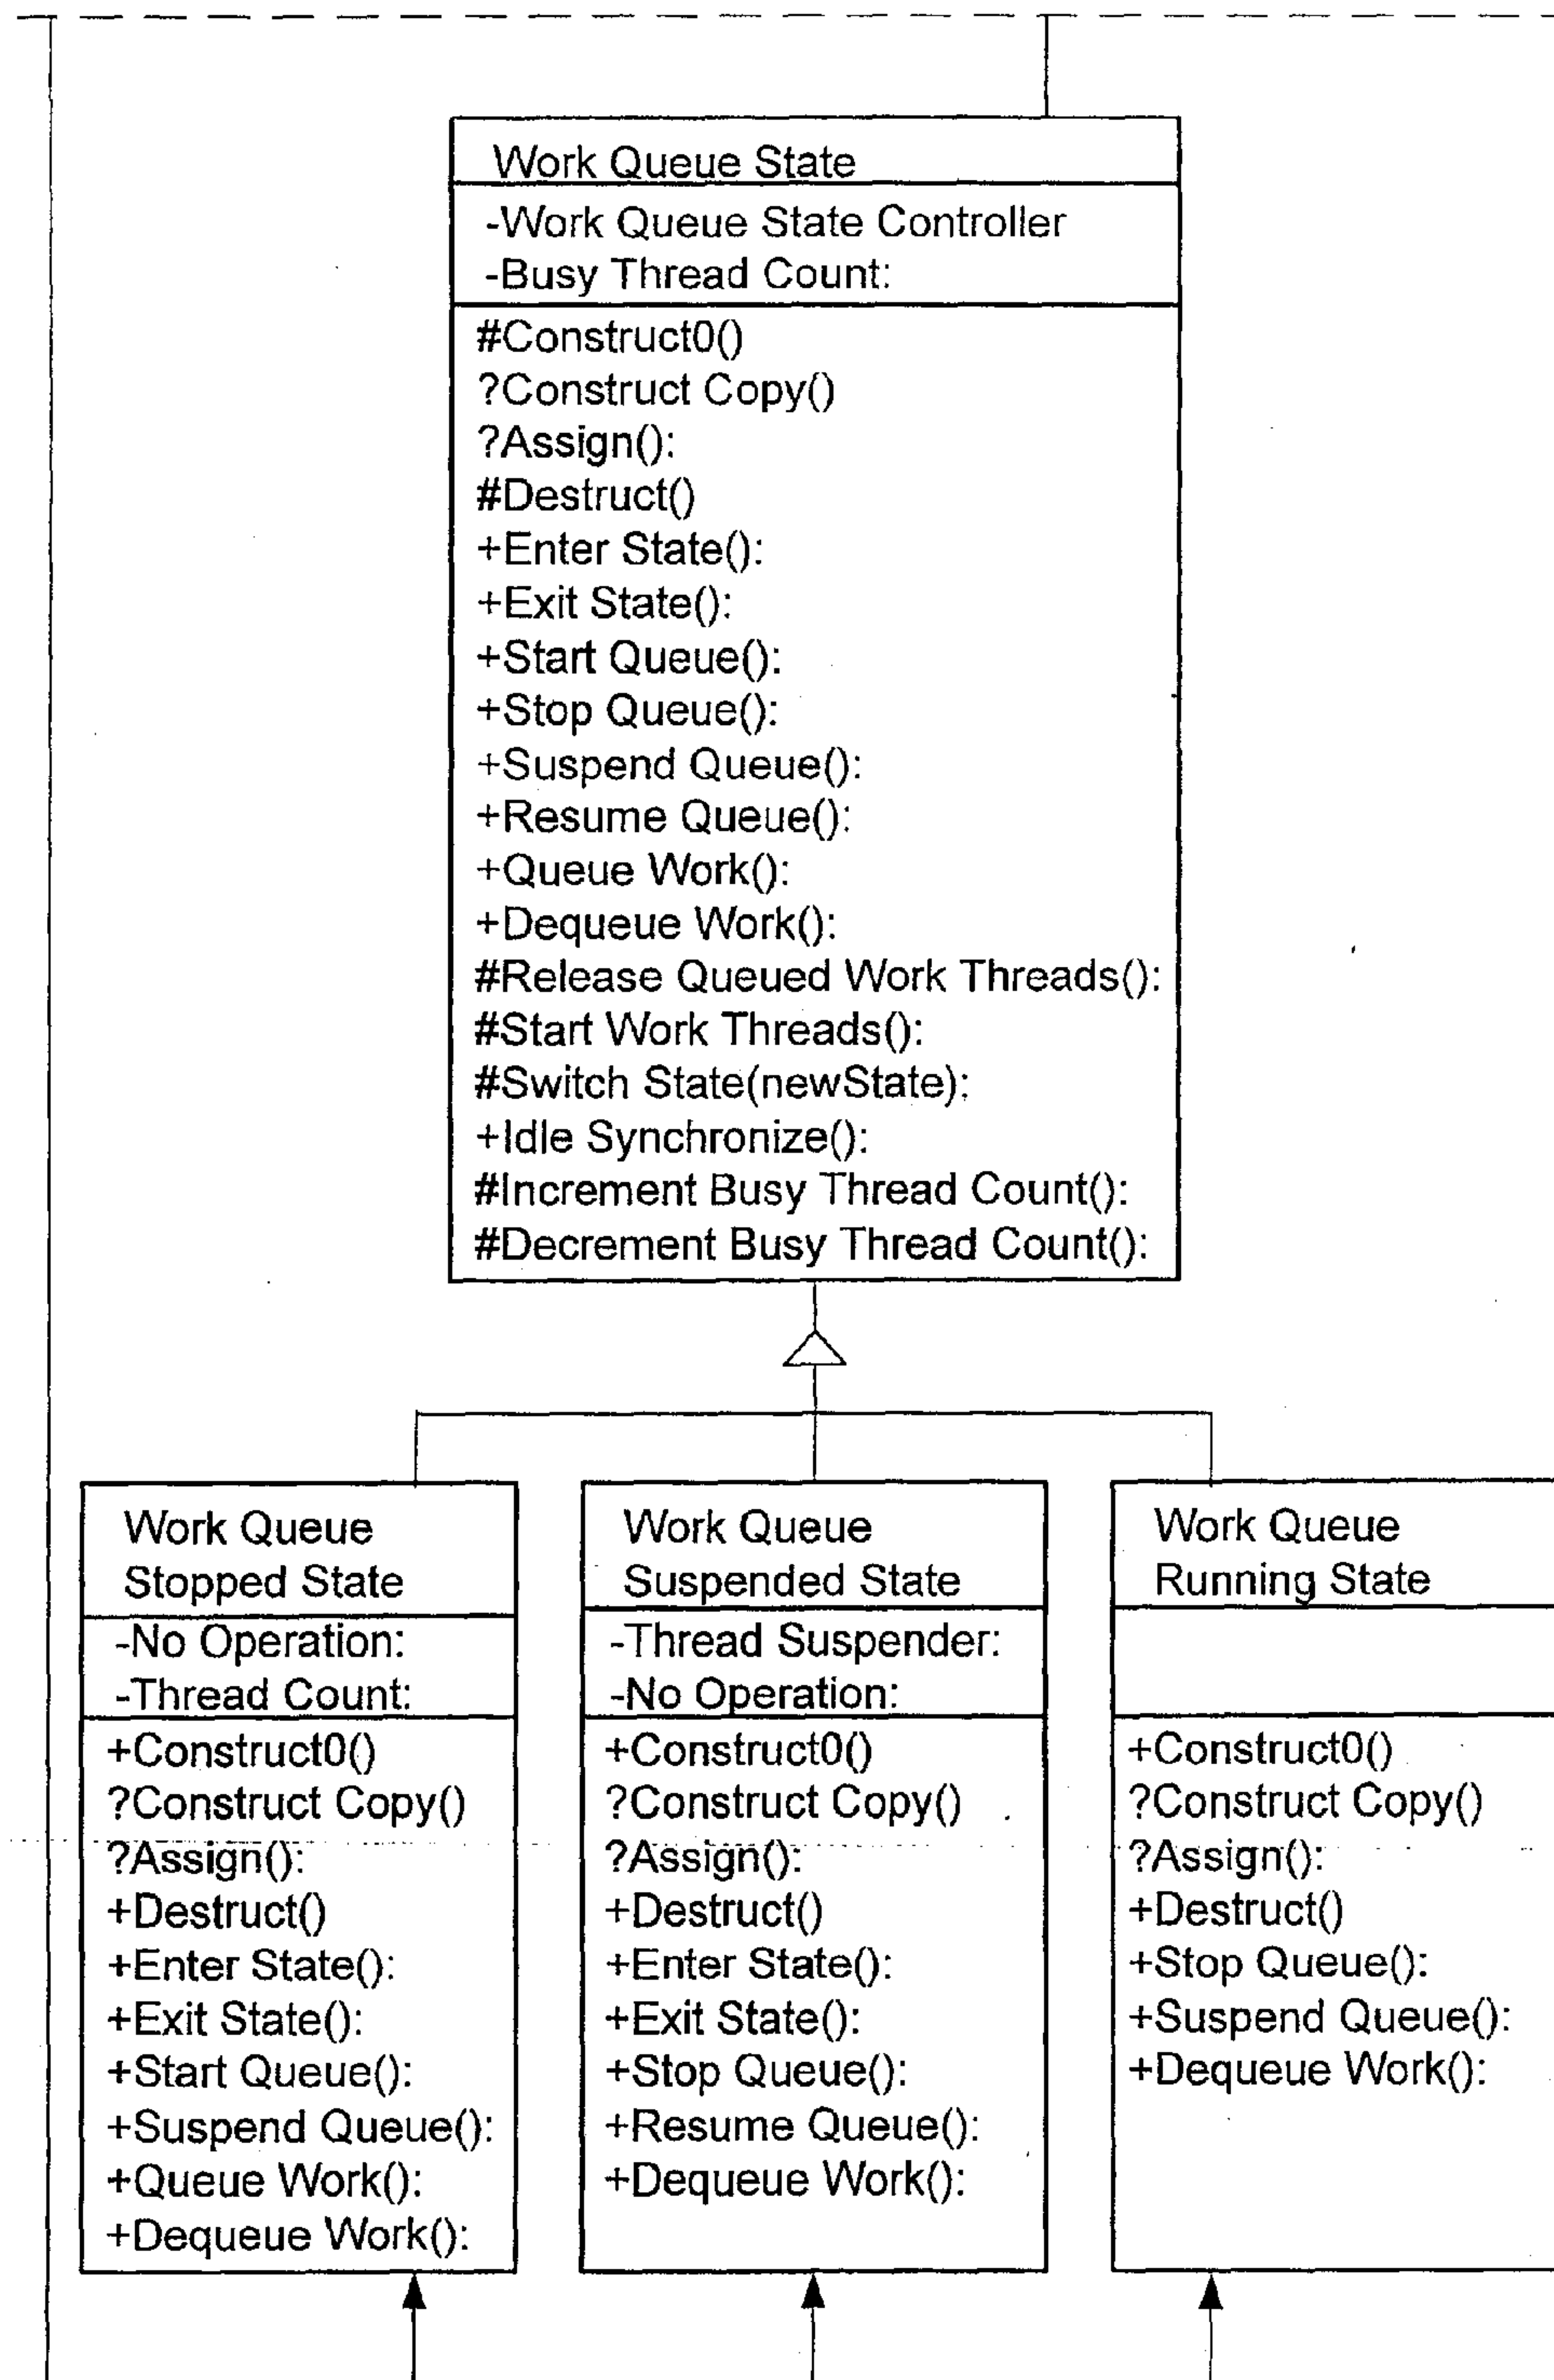 Work Queue State
-Work Queue State Controller
-Busy Thread Count:
#Construct0()
?Construct Copy()
?Assign():
#Destruct()
+Enter State():
+Exit State():
+Start Queue():
+Stop Queue():
+Suspend Queue():
+Resume Queue():
+Queue Work():
+Dequeue Work():
#Release Queued Work Threads():
#Start Work Threads():
#Switch State(newState):
+Idle Synchronize():
#Increment Busy Thread Count():
#Decrement Busy Thread Count():
Work Queue
Stopped State
-No Operation:
-Thread Count:
+Construct0()
?Construct Copy()
?Assign():
+Destruct()
+Enter State():
+Exit State():
+Start Queue():
+Suspend Queue():
+Queue Work():
+Dequeue Work():
Work Queue
Suspended State
-Thread Suspender:
-No Operation:
+Construct0()
?Construct Copy()
?Assign():
+Destruct()
+Enter State():
+Exit State():
+Stop Queue():
+Resume Queue():
+Dequeue Work():
Work Queue
Running State
+Construct0()
?Construct Copy()
?Assign():
+Destruct()
+Stop Queue():
+Suspend Queue():
+Dequeue Work():